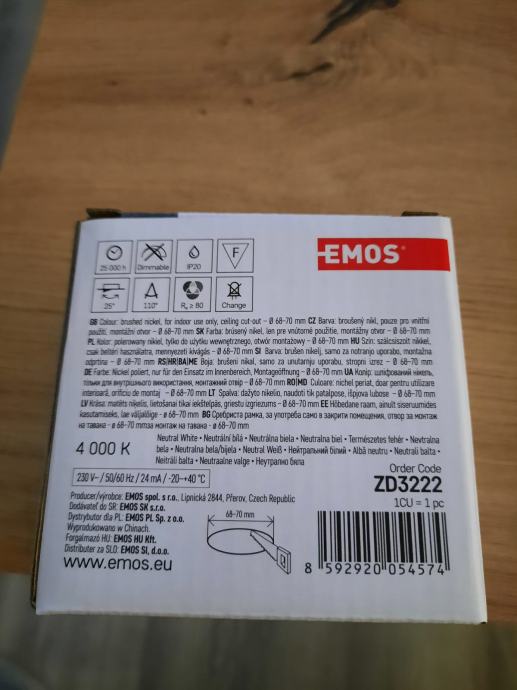 EMOS®
25 000 h
Dimmable
IP20
F
25°
110°
Ra ≥ 80
Change
GB Colour: brushed nickel, for indoor use only, ceiling cut-out - Ø 68-70 mm CZ Barva: broušený nikl, pouze pro vnitřní
použití, montážní otvor - Ø 68-70 mm SK Farba: brúsený nikel, len pre vnútorné použitie, montážny otvor - Ø 68-70 mm
PL Kolor: polerowany nikiel, tylko do użytku wewnętrznego, otwór montażowy - Ø 68-70 mm HU Szín: szálcsiszolt nikkel,
csak beltéri használatra, mennyezeti kivágás - Ø 68-70 mm SI Barva: brušen nikelj, samo za notranjo uporabo, montažna
odprtina - Ø 68-70 mm RS|HR|BA|ME Boja: brušeni nikal, samo za unutarnju uporabu, stropni izrez - Ø 68-70 mm
DE Farbe: Nickel poliert, nur für den Einsatz im Innenbereich, Montageöffnung - Ø 68-70 mm UA Колір: шліфований нікель,
тільки для внутрішнього використання, монтажний отвір - Ø 68-70 mm RO|MD Culoare: nichel periat, doar pentru utilizare
interioară, orificiu de montaj - Ø 68-70 mm LT Spalva: dažyto nikelio, naudoti tik patalpose, išpjova lubose - Ø 68-70 mm
LV Krāsa: matēts niķelis, lietošanai tikai iekštelpās, griestu izgriezums - Ø 68-70 mm EE Hõbedane raam, ainult siseruumides
kasutamiseks, lae väljalõige - ø 68-70 mm BG Сребриста рамка, за употреба само в закрити помещения, отвор за монтаж
на тавана - ø 68-70 mm за монтаж на тавана - ø 68-70 mm
4 000 K
Neutral White • Neutrální bílá • Neutrálna biela • Neutralna biel • Természetes fehér • Nevtralna
bela • Neutralna bela/bijela • Neutral Weiß • Нейтральний білий • Albă neutru • Neutrali balta •
Neitrāli balta • Neutraalne valge • Неутрално бяла
230 V~ / 50/60 Hz / 24 mA / -20~+40 °C
Order Code
ZD3222
1CU = 1 pc
Producer/výrobce: EMOS spol. s r.o., Lipnická 2844, Přerov, Czech Republic
Dodávateľ do SR: EMOS SK s.r.o.
Dystrybutor dla PL: EMOS PL Sp. z o.o.
Wyprodukowano w Chinach.
Forgalmazó HU: EMOS HU Kft.
Distributer za SLO: EMOS SI, d.o.o.
www.emos.eu
68-70 mm
8 592920 054574